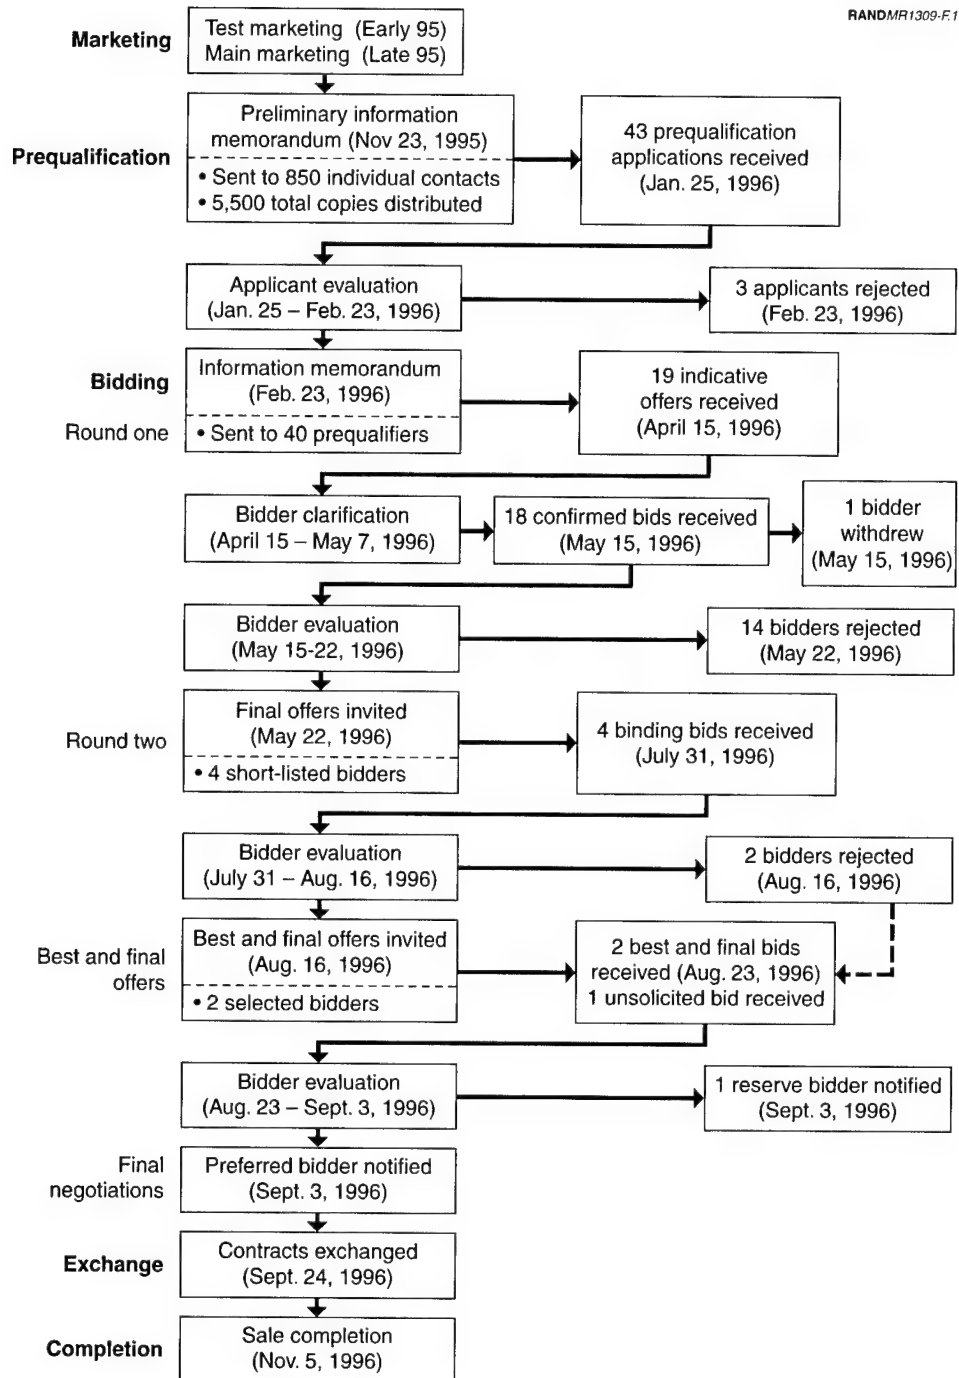 RANDMR1309-F.1
Marketing
Test marketing (Early 95)
Main marketing (Late 95)
Prequalification
Preliminary information
memorandum (Nov 23, 1995)
• Sent to 850 individual contacts
• 5,500 total copies distributed
43 prequalification
applications received
(Jan. 25, 1996)
Applicant evaluation
(Jan. 25 – Feb. 23, 1996)
3 applicants rejected
(Feb. 23, 1996)
Bidding
Round one
Information memorandum
(Feb. 23, 1996)
• Sent to 40 prequalifiers
19 indicative
offers received
(April 15, 1996)
Bidder clarification
(April 15 – May 7, 1996)
18 confirmed bids received
(May 15, 1996)
1 bidder
withdrew
(May 15, 1996)
Bidder evaluation
(May 15-22, 1996)
14 bidders rejected
(May 22, 1996)
Round two
Final offers invited
(May 22, 1996)
• 4 short-listed bidders
4 binding bids received
(July 31, 1996)
Bidder evaluation
(July 31 – Aug. 16, 1996)
2 bidders rejected
(Aug. 16, 1996)
Best and final
offers
Best and final offers invited
(Aug. 16, 1996)
• 2 selected bidders
2 best and final bids
received (Aug. 23, 1996)
1 unsolicited bid received
Bidder evaluation
(Aug. 23 – Sept. 3, 1996)
1 reserve bidder notified
(Sept. 3, 1996)
Final
negotiations
Preferred bidder notified
(Sept. 3, 1996)
Exchange
Contracts exchanged
(Sept. 24, 1996)
Completion
Sale completion
(Nov. 5, 1996)